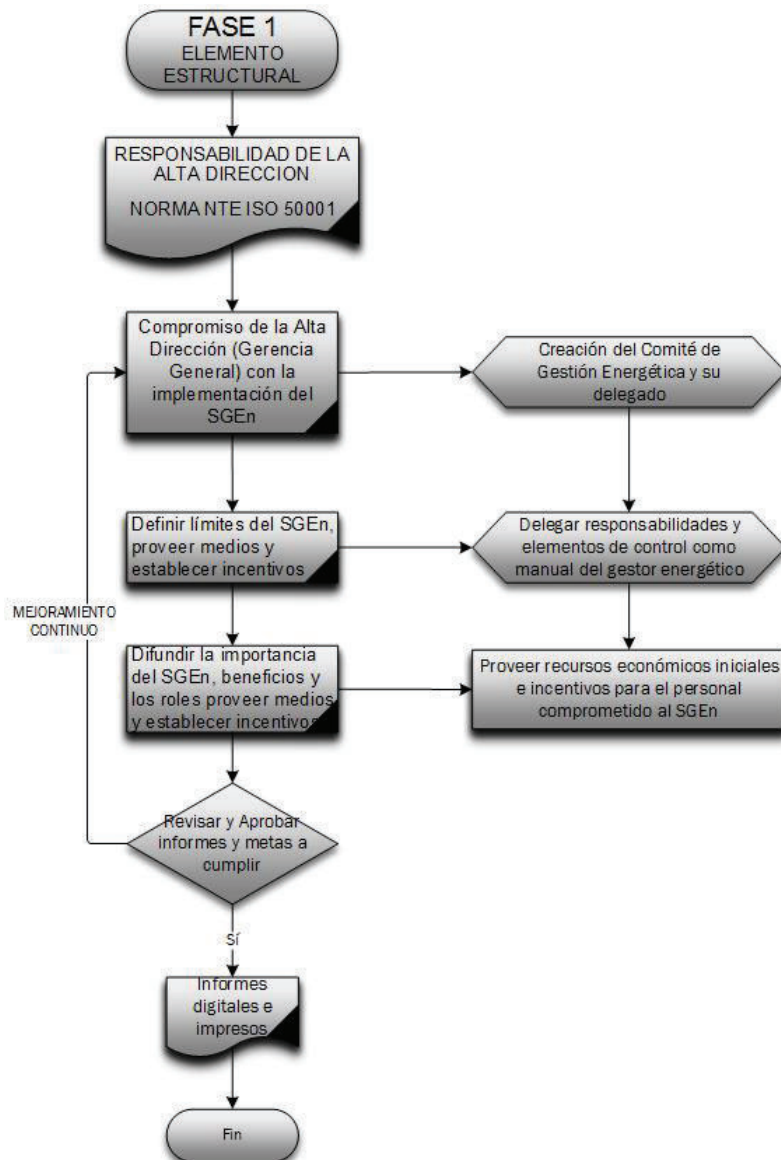 FASE 1
ELEMENTO
ESTRUCTURAL
RESPONSABILIDAD DE LA
ALTA DIRECCION
NORMA NTE ISO 50001
Compromiso de la Alta
Dirección (Gerencia
General) con la
implementación del
SGEn
Creación del Comité de
Gestión Energética y su
delegado
Definir límites del SGEn,
proveer medios y
establecer incentivos
Delegar responsabilidades y
elementos de control como
manual del gestor energético
MEJORAMIENTO
CONTINUO
Difundir la importancia
del SGEn, beneficios y
los roles proveer medios
y establecer incentivos
Proveer recursos económicos iniciales
e incentivos para el personal
comprometido al SGEn
Revisar y Aprobar
informes y metas a
cumplir
SÍ
Informes
digitales e
impresos
Fin